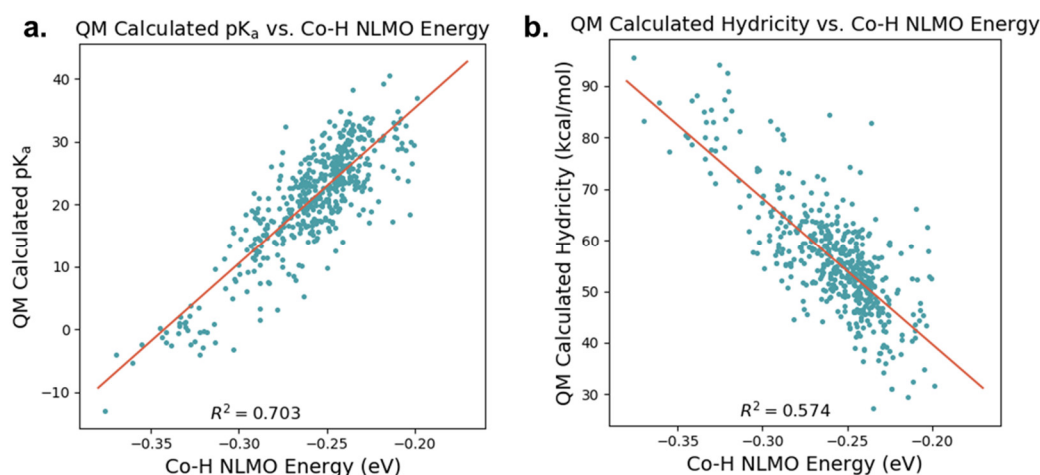 a.
QM Calculated pKₐ vs. Co-H NLMO Energy
QM Calculated pKₐ
40
30
20
10
0
−10
R² = 0.703
−0.35 −0.30 −0.25 −0.20
Co-H NLMO Energy (eV)
b.
QM Calculated Hydricity vs. Co-H NLMO Energy
QM Calculated Hydricity (kcal/mol)
90
80
70
60
50
40
30
R² = 0.574
−0.35 −0.30 −0.25 −0.20
Co-H NLMO Energy (eV)